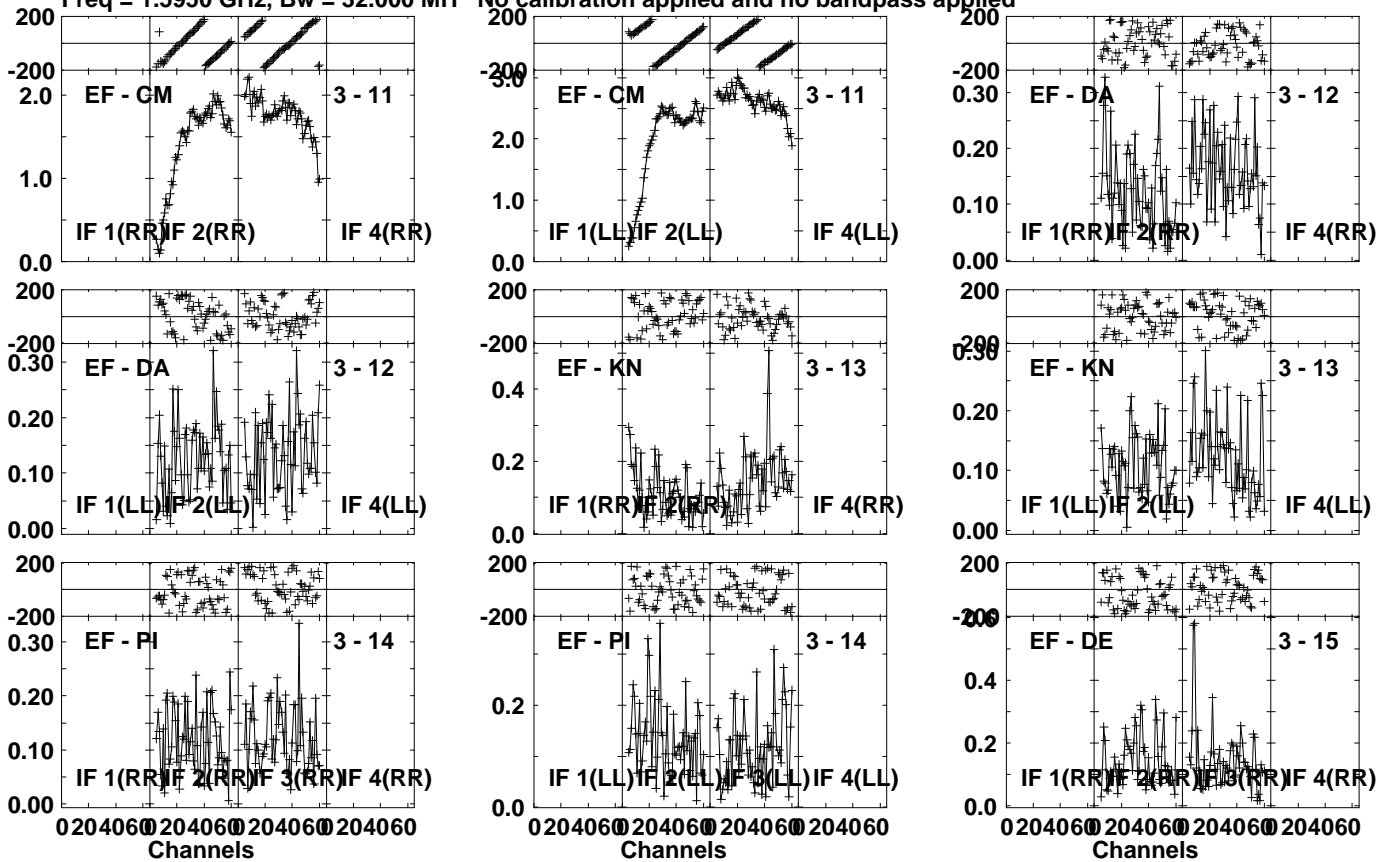 Freq = 1.5950 GHz, Bw = 32.000 MH No calibration applied and no bandpass applied
200 200 200
-200 -200 -200
EF - CM 3 - 11 EF - CM 3 - 11 EF - DA 3 - 12
2.0 3.0 0.30
1.0 2.0 0.20
1.0 0.10
IF 1(RR) IF 2(RR) IF 4(RR) IF 1(LL) IF 2(LL) IF 4(LL) IF 1(RR) IF 2(RR) IF 4(RR)
0.0 0.0 0.00
200 200 200
-200 -200 -200
EF - DA 3 - 12 EF - KN 3 - 13 EF - KN 3 - 13
0.30 0.4 0.30
0.20 0.2 0.20
0.10 0.10
IF 1(LL) IF 2(LL) IF 4(LL) IF 1(RR) IF 2(RR) IF 4(RR) IF 1(LL) IF 2(LL) IF 4(LL)
0.00 0.0 0.00
200 200 200
-200 -200 -200
EF - PI 3 - 14 EF - PI 3 - 14 EF - DE 3 - 15
0.30 0.6
0.20 0.2 0.4
0.10 0.2
IF 1(RR) IF 2(RR) IF 3(RR) IF 4(RR) IF 1(LL) IF 2(LL) IF 3(LL) IF 4(LL) IF 1(RR) IF 2(RR) IF 3(RR) IF 4(RR)
0.00 0.0 0.0
0 20 40 60 0 20 40 60 0 20 40 60 0 20 40 60 0 20 40 60 0 20 40 60
0 20 40 60 0 20 40 60 0 20 40 60 0 20 40 60 0 20 40 60 0 20 40 60
Channels Channels Channels